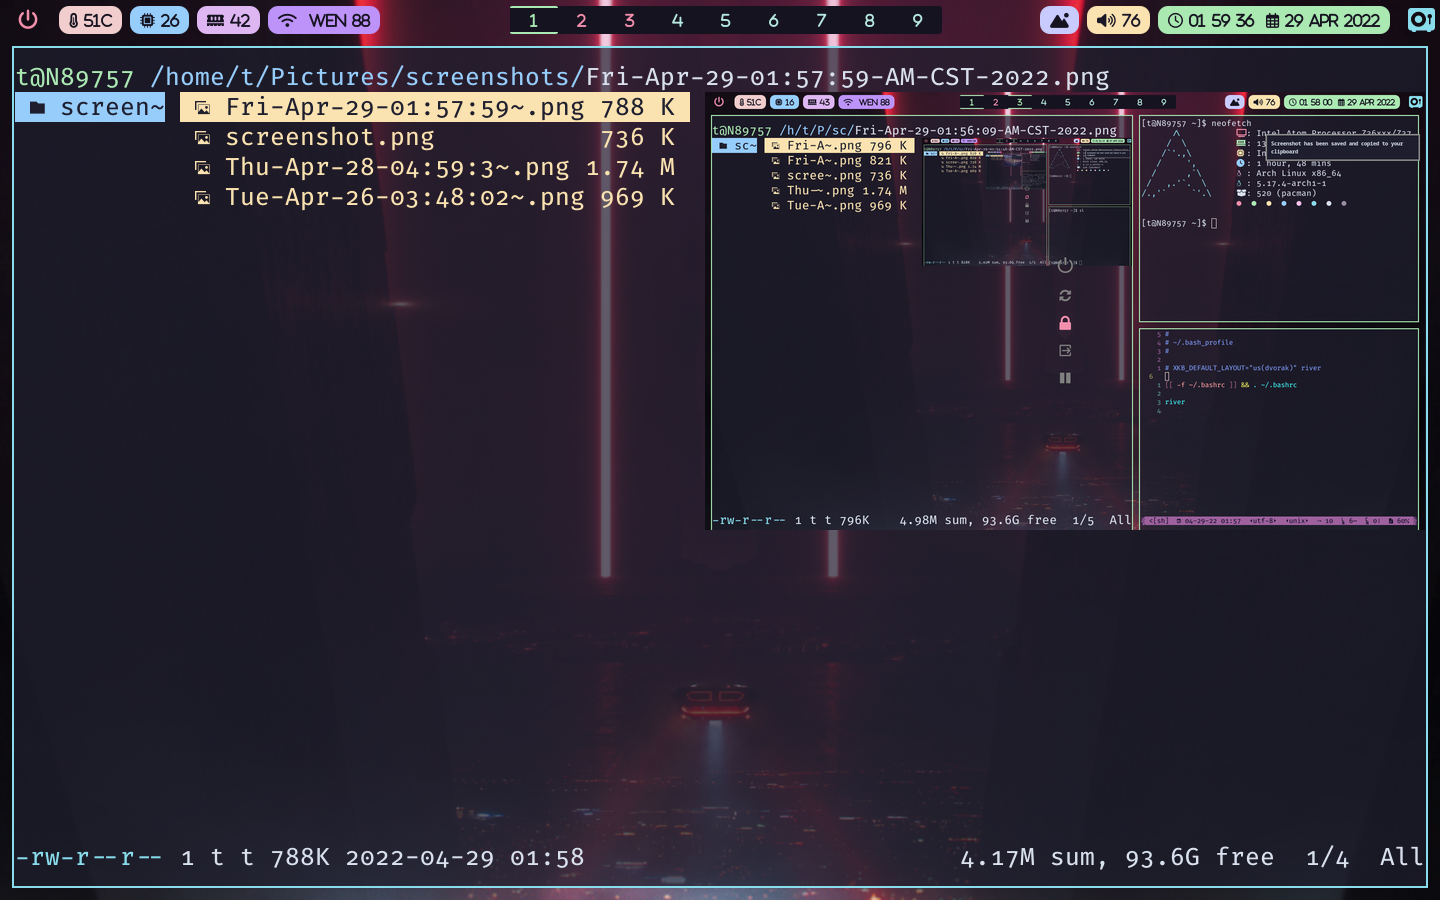 51C 26 42 WEN 88 1 2 3 4 5 6 7 8 9 76 01 59 36 29 APR 2022
t@N89757 /home/t/Pictures/screenshots/Fri-Apr-29-01:57:59-AM-CST-2022.png
screen~ Fri-Apr-29-01:57:59~.png 788 K
screenshot.png 736 K
Thu-Apr-28-04:59:3~.png 1.74 M
Tue-Apr-26-03:48:02~.png 969 K
51C 16 43 WEN 88 1 2 3 4 5 6 7 8 9 76 01 58 00 29 APR 2022
t@N89757 /h/t/P/sc/Fri-Apr-29-01:56:09-AM-CST-2022.png
sc~ Fri-A~.png 796 K
Fri-A~.png 821 K
scree~.png 736 K
Thu-~.png 1.74 M
Tue-A~.png 969 K
-rw-r--r-- 1 t t 796K 4.98M sum, 93.6G free 1/5 All
[t@N89757 ~]$ neofetch
: Intel Atom Processor
Screenshot has been saved and copied to your
clipboard
: 1 hour, 48 mins
: Arch Linux x86_64
: 5.17.4-arch1-1
: 520 (pacman)
[t@N89757 ~]$
5 #
4 # ~/.bash_profile
3 #
2
1 # XKB_DEFAULT_LAYOUT="us(dvorak)" river
6
1 [[ -f ~/.bashrc ]] && . ~/.bashrc
2
3 river
4
<[sh] 04-29-22 01:57 •utf-8• •unix• 60%
-rw-r--r-- 1 t t 788K 2022-04-29 01:58 4.17M sum, 93.6G free 1/4 All